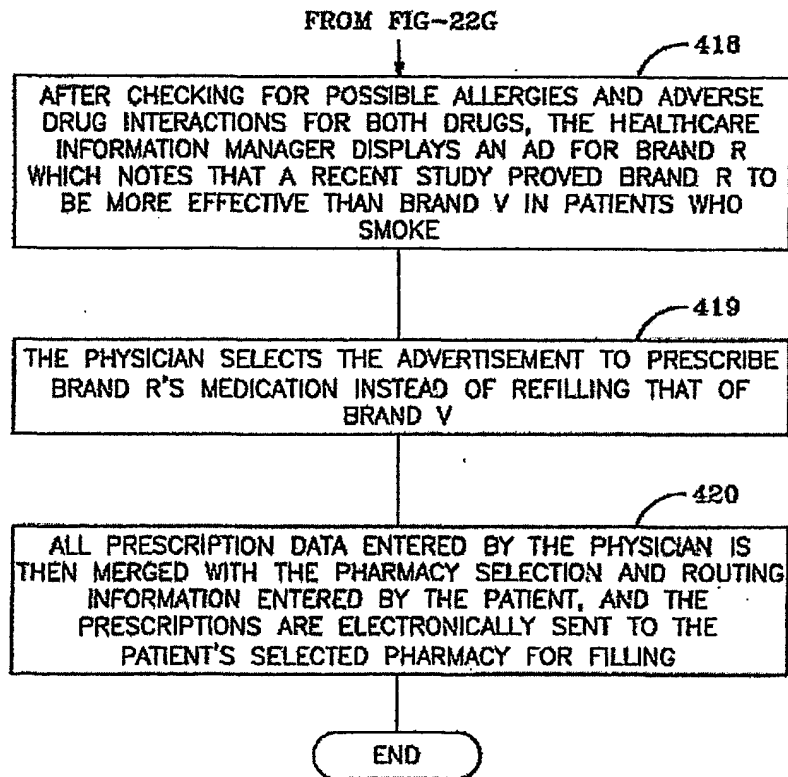 FROM FIG-22G
418
AFTER CHECKING FOR POSSIBLE ALLERGIES AND ADVERSE
DRUG INTERACTIONS FOR BOTH DRUGS, THE HEALTHCARE
INFORMATION MANAGER DISPLAYS AN AD FOR BRAND R
WHICH NOTES THAT A RECENT STUDY PROVED BRAND R TO
BE MORE EFFECTIVE THAN BRAND V IN PATIENTS WHO
SMOKE
419
THE PHYSICIAN SELECTS THE ADVERTISEMENT TO PRESCRIBE
BRAND R'S MEDICATION INSTEAD OF REFILLING THAT OF
BRAND V
420
ALL PRESCRIPTION DATA ENTERED BY THE PHYSICIAN IS
THEN MERGED WITH THE PHARMACY SELECTION AND ROUTING
INFORMATION ENTERED BY THE PATIENT, AND THE
PRESCRIPTIONS ARE ELECTRONICALLY SENT TO THE
PATIENT'S SELECTED PHARMACY FOR FILLING
END